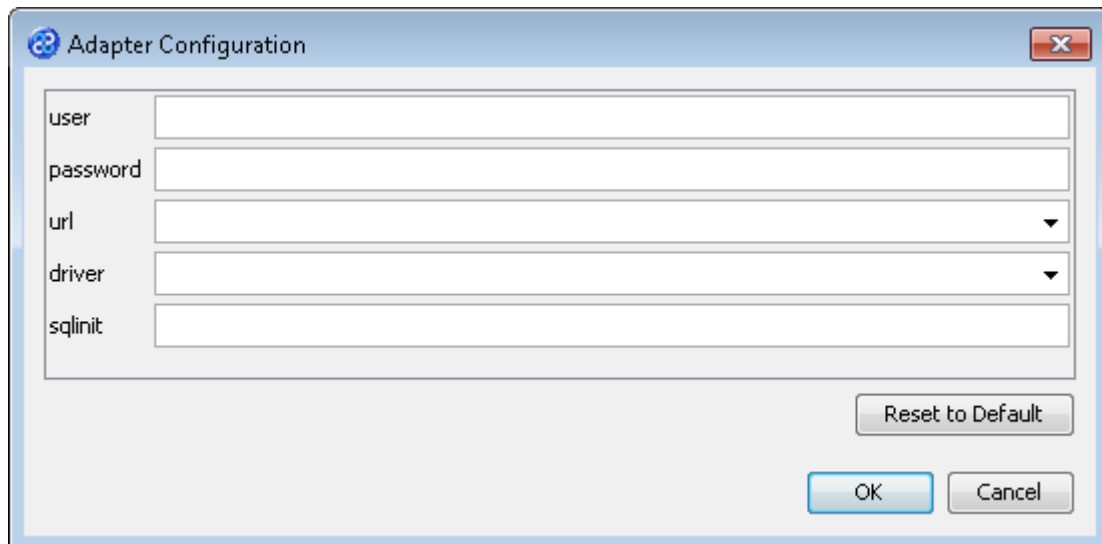 Adapter Configuration
user
password
url
driver
sqlinit
Reset to Default
OK Cancel